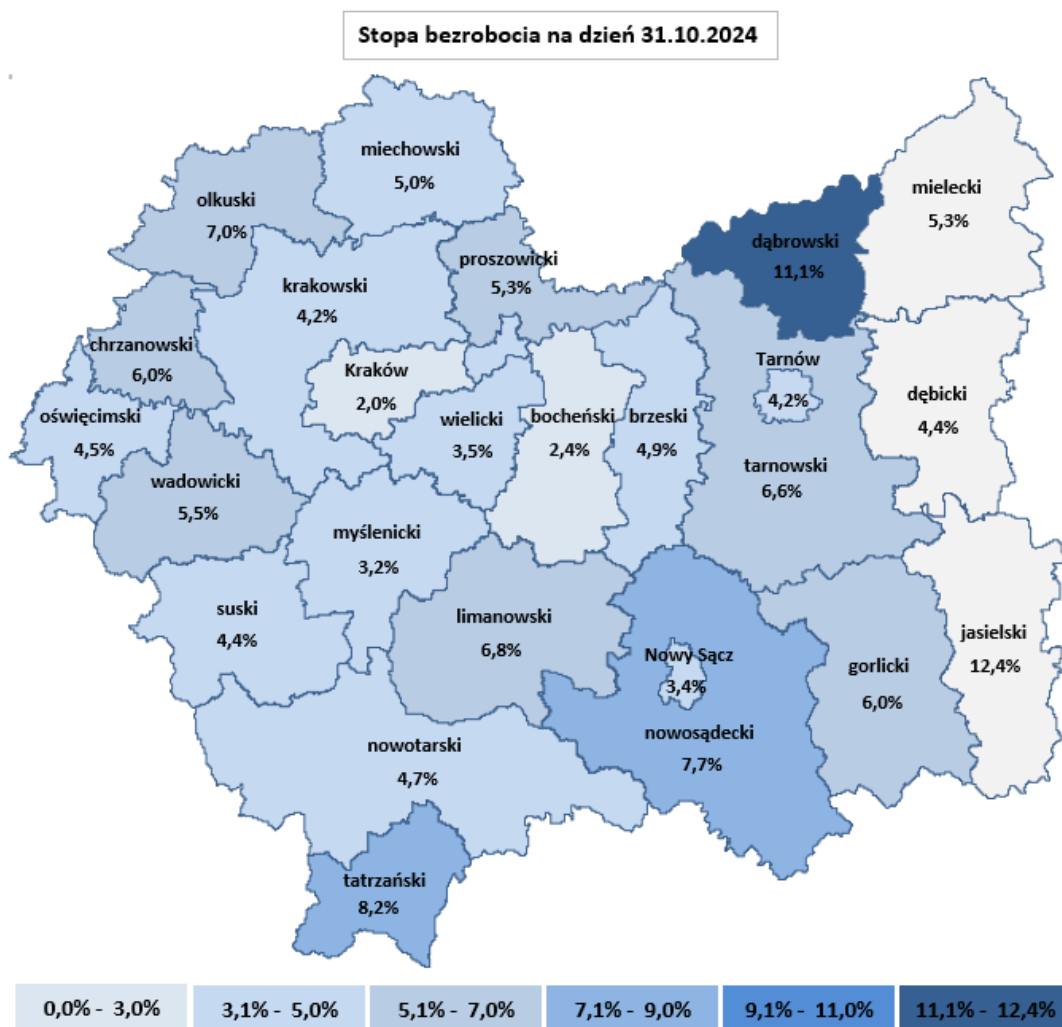 Stopa bezrobocia na dzień 31.10.2024
miechowski
5,0%
olkuski
7,0%
mielecki
5,3%
dąbrowski
11,1%
proszowicki
5,3%
krakowski
4,2%
chrzanowski
6,0%
Kraków
2,0%
Tarnów
4,2%
dębicki
4,4%
oświęcimski
4,5%
wielicki
3,5%
bocheński
2,4%
brzeski
4,9%
tarnowski
6,6%
wadowicki
5,5%
myślenicki
3,2%
suski
4,4%
limanowski
6,8%
jasielski
12,4%
Nowy Sącz
3,4%
gorlicki
6,0%
nowosądecki
7,7%
nowotarski
4,7%
tatrzański
8,2%
0,0% - 3,0% 3,1% - 5,0% 5,1% - 7,0% 7,1% - 9,0% 9,1% - 11,0% 11,1% - 12,4%